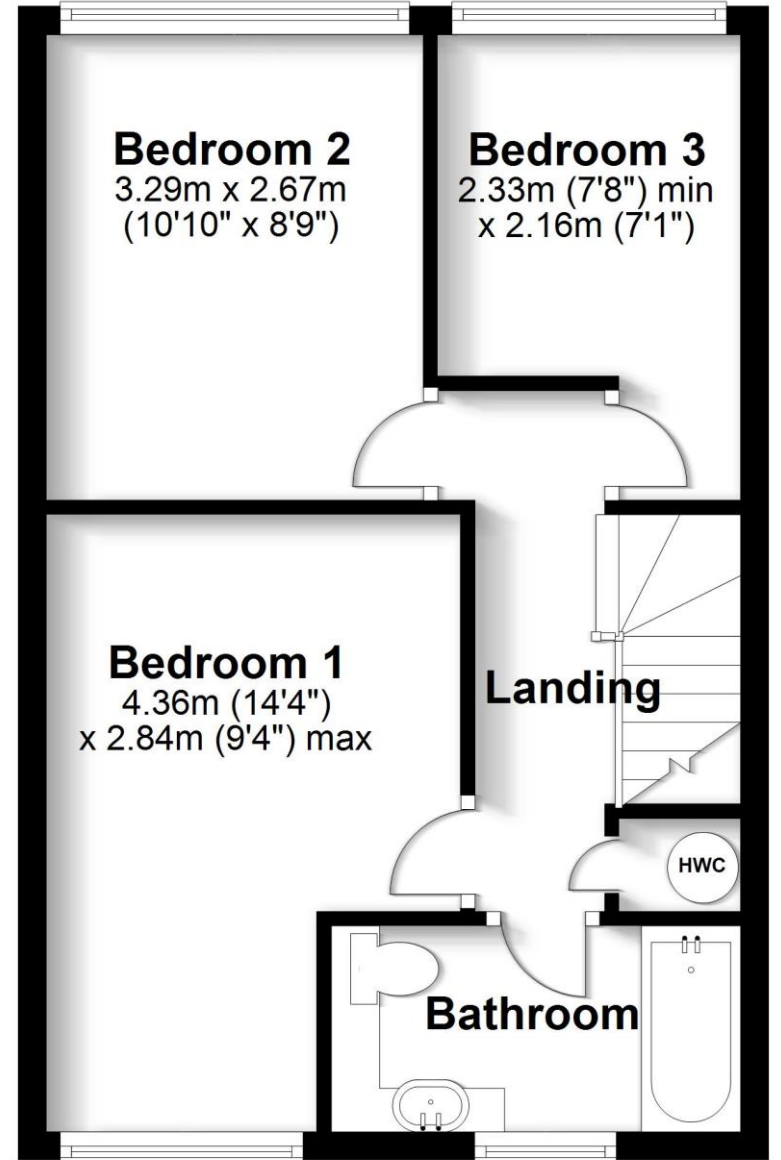 Bedroom 2
3.29m x 2.67m
(10'10" x 8'9")
Bedroom 3
2.33m (7'8") min
x 2.16m (7'1")
Bedroom 1
4.36m (14'4")
x 2.84m (9'4") max
Landing
HWC
Bathroom